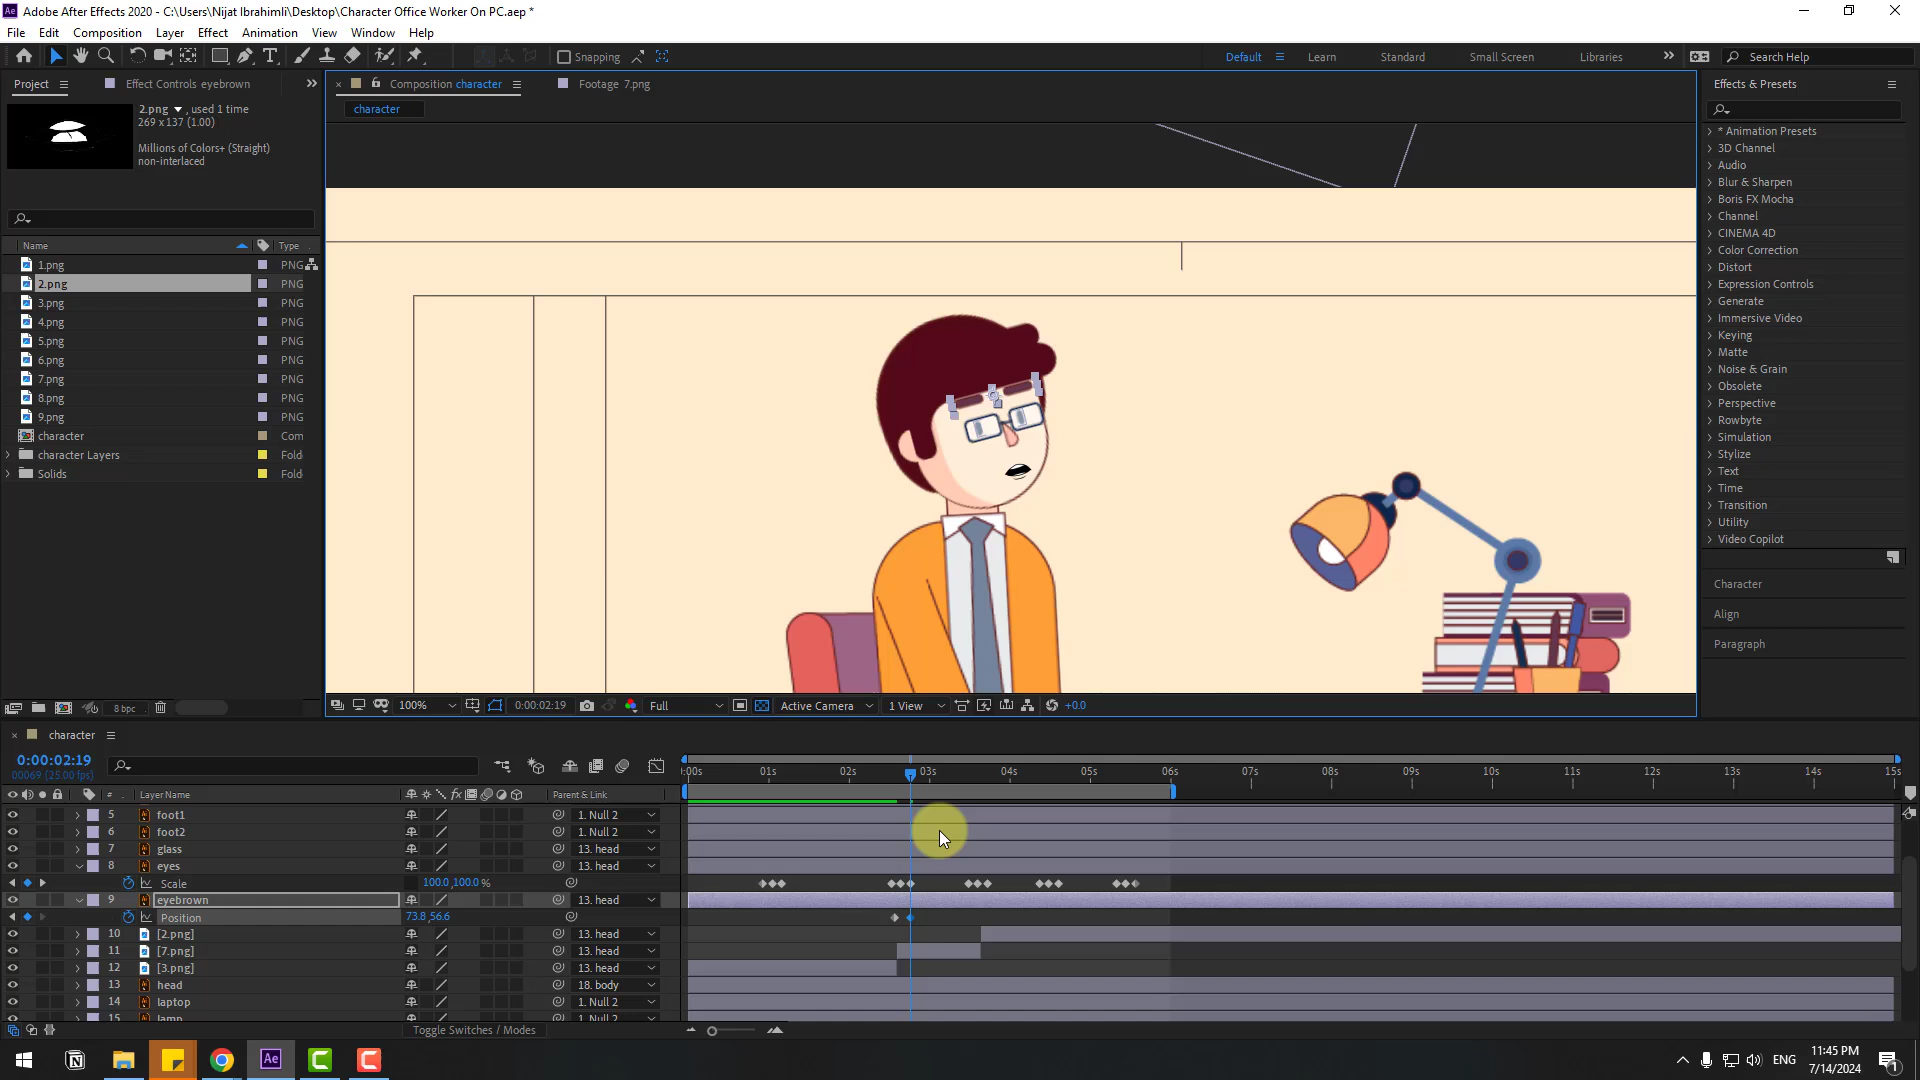 Ae Adobe After Effects 2020 - C:\Users\Nijat Ibrahimli\Desktop\Character Office Worker On PC.aep *
File Edit Composition Layer Effect Animation View Window Help
Snapping
Default Learn Standard Small Screen Libraries Search Help
Project Effect Controls eyebrown
2.png , used 1 time
269 x 137 (1.00)
Millions of Colors+ (Straight)
non-interlaced
Name Type
1.png PNG
2.png PNG
3.png PNG
4.png PNG
5.png PNG
6.png PNG
7.png PNG
8.png PNG
9.png PNG
character Com
character Layers Fold
Solids Fold
8 bpc
Composition character Footage 7.png
character
100% 0:00:02:19 Full Active Camera 1 View +0.0
Effects & Presets
* Animation Presets
3D Channel
Audio
Blur & Sharpen
Boris FX Mocha
Channel
CINEMA 4D
Color Correction
Distort
Expression Controls
Generate
Immersive Video
Keying
Matte
Noise & Grain
Obsolete
Perspective
Rowbyte
Simulation
Stylize
Text
Time
Transition
Utility
Video Copilot
Character
Align
Paragraph
character
0:00:02:19
00069 (25.00 fps)
:00s 01s 02s 03s 04s 05s 06s 07s 08s 09s 10s 11s 12s 13s 14s 15s
# Layer Name Parent & Link
5 foot1 1. Null 2
6 foot2 1. Null 2
7 glass 13. head
8 eyes 13. head
Scale 100.0,100.0 %
9 eyebrown 13. head
Position 73.8,56.6
10 [2.png] 13. head
11 [7.png] 13. head
12 [3.png] 13. head
13 head 18. body
14 laptop 1. Null 2
15 lamp 1. Null 2
Toggle Switches / Modes
ENG
11:45 PM
7/14/2024
1